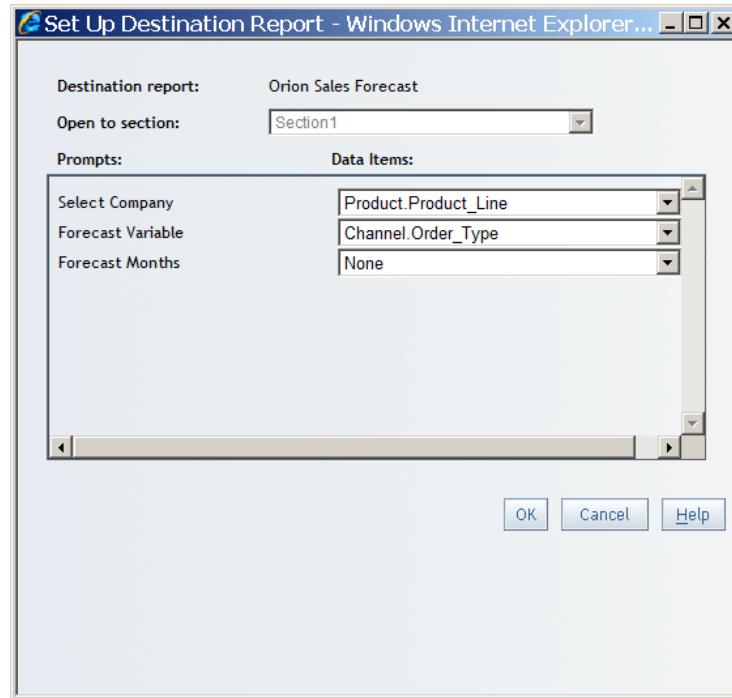 Set Up Destination Report - Windows Internet Explorer...
Destination report: Orion Sales Forecast
Open to section: Section1
Prompts: Data Items:
Select Company Product.Product_Line
Forecast Variable Channel.Order_Type
Forecast Months None
OK Cancel Help